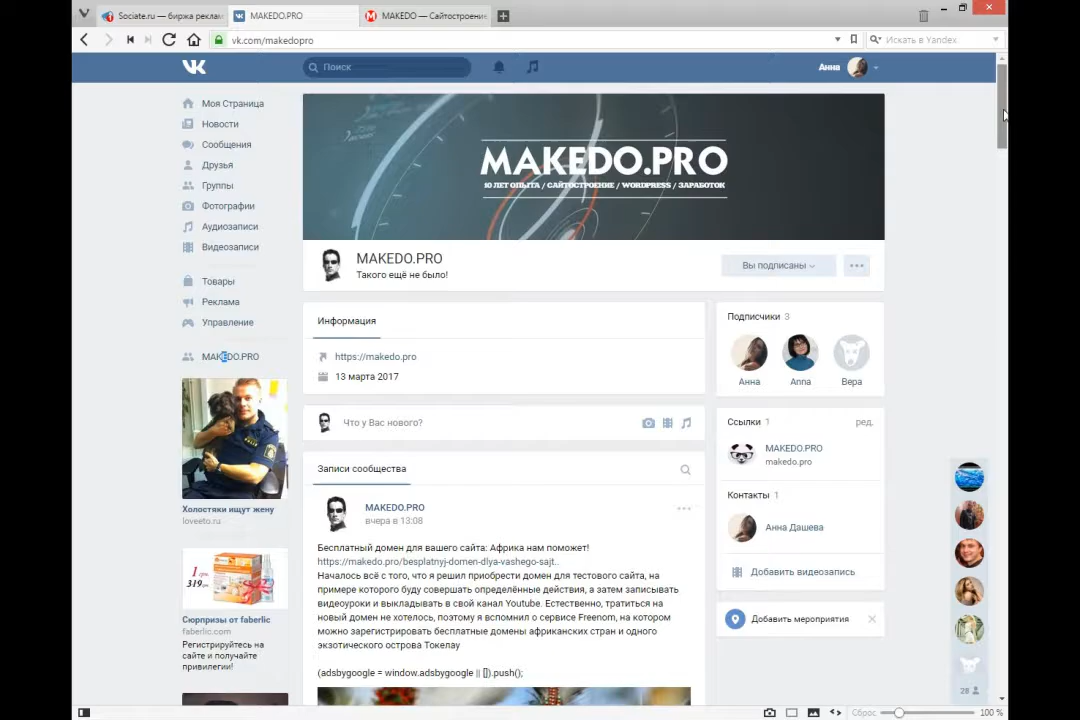 Sociate.ru — биржа реклам
MAKEDO.PRO
MAKEDO — Сайтостроение
vk.com/makedopro
Искать в Yandex
Поиск
Анна
Моя Страница
Новости
Сообщения
Друзья
Группы
Фотографии
Аудиозаписи
Видеозаписи
Товары
Реклама
Управление
MAKEDO.PRO
Холостяки ищут жену
loveeto.ru
1 грн.
319 грн.
Сюрпризы от faberlic
faberlic.com
Регистрируйтесь на
сайте и получайте
привилегии!
MAKEDO.PRO
10 ЛЕТ ОПЫТА / САЙТОСТРОЕНИЕ / WORDPRESS / ЗАРАБОТОК
MAKEDO.PRO
Такого ещё не было!
Вы подписаны
Информация
https://makedo.pro
13 марта 2017
Что у Вас нового?
Записи сообщества
MAKEDO.PRO
вчера в 13:08
Бесплатный домен для вашего сайта: Африка нам поможет!
https://makedo.pro/besplatnyj-domen-dlya-vashego-sajt..
Началось всё с того, что я решил приобрести домен для тестового сайта, на
примере которого буду совершать определённые действия, а затем записывать
видеоуроки и выкладывать в свой канал Youtube. Естественно, тратиться на
новый домен не хотелось, поэтому я вспомнил о сервисе Freenom, на котором
можно зарегистрировать бесплатные домены африканских стран и одного
экзотического острова Токелау
(adsbygoogle = window.adsbygoogle || []).push();
Подписчики 3
Анна
Anna
Вера
Ссылки 1
ред.
MAKEDO.PRO
makedo.pro
Контакты 1
Анна Дашева
Добавить видеозапись
Добавить мероприятия
28
Сброс
100 %